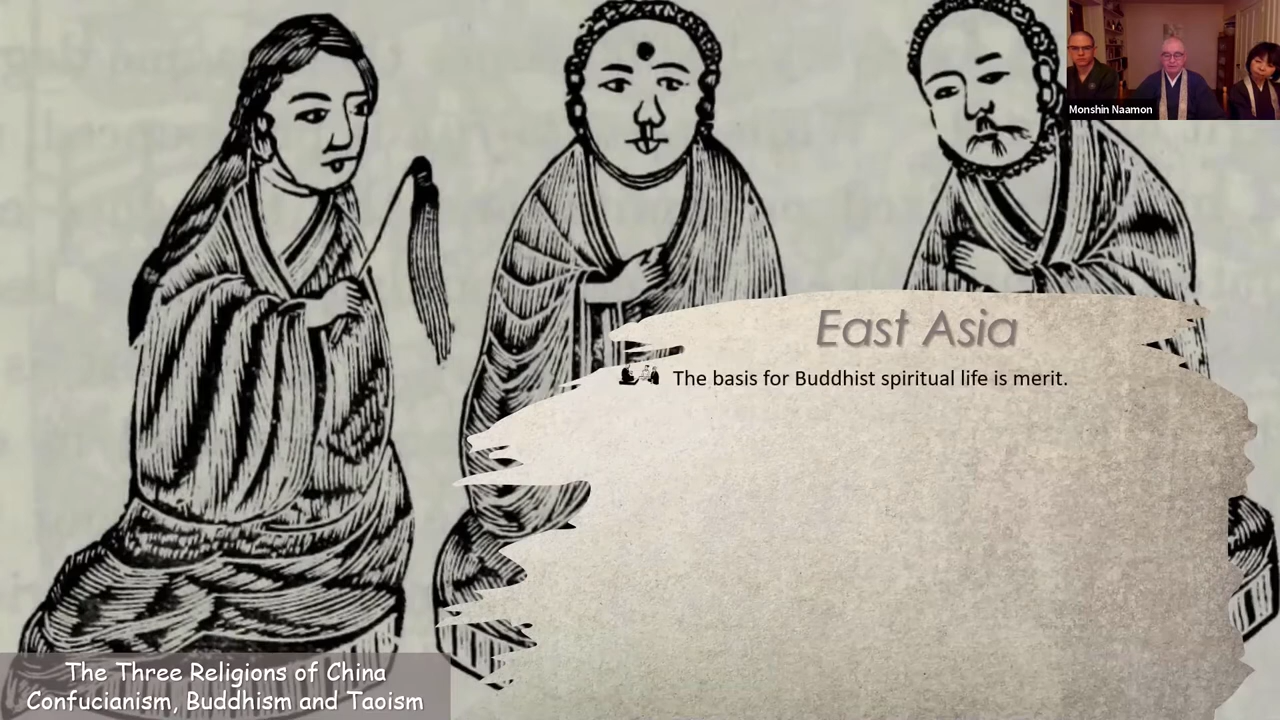 Monshin Naamon
East Asia
The basis for Buddhist spiritual life is merit.
The Three Religions of China
Confucianism, Buddhism and Taoism